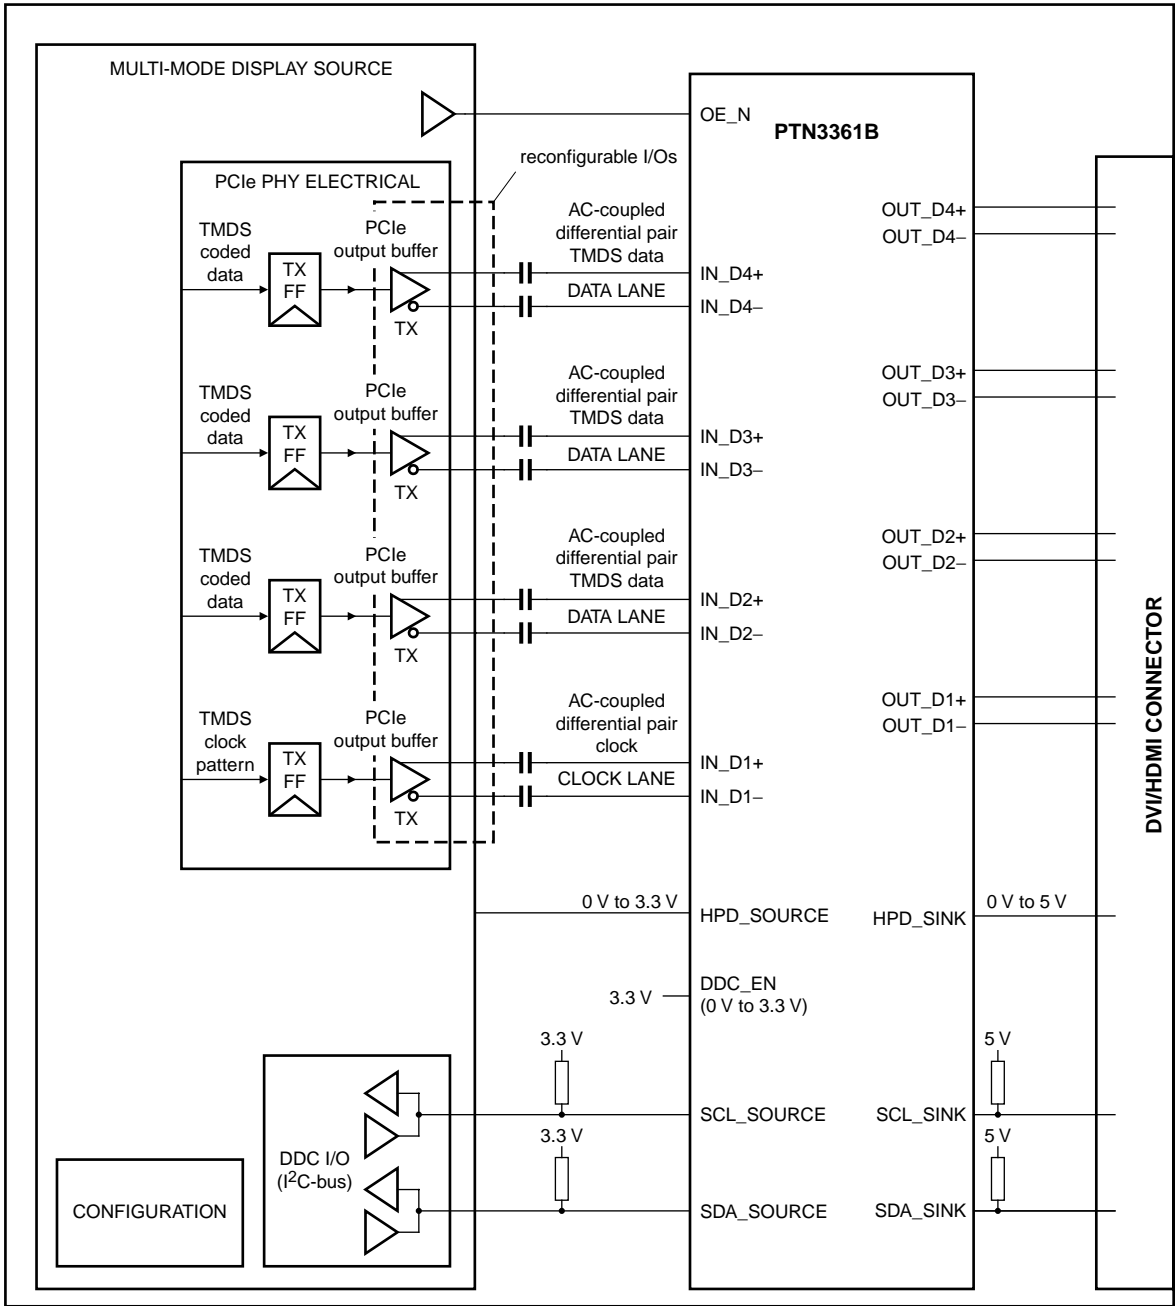 MULTI-MODE DISPLAY SOURCE
OE_N
PTN3361B
reconfigurable I/Os
PCIe PHY ELECTRICAL
TMDS
coded
data
TX
FF
PCIe
output buffer
TX
AC-coupled
differential pair
TMDS data
DATA LANE
IN_D4+
IN_D4−
OUT_D4+
OUT_D4−
TMDS
coded
data
TX
FF
PCIe
output buffer
TX
AC-coupled
differential pair
TMDS data
DATA LANE
IN_D3+
IN_D3−
OUT_D3+
OUT_D3−
TMDS
coded
data
TX
FF
PCIe
output buffer
TX
AC-coupled
differential pair
TMDS data
DATA LANE
IN_D2+
IN_D2−
OUT_D2+
OUT_D2−
TMDS
clock
pattern
TX
FF
PCIe
output buffer
TX
AC-coupled
differential pair
clock
CLOCK LANE
IN_D1+
IN_D1−
OUT_D1+
OUT_D1−
DVI/HDMI CONNECTOR
0 V to 3.3 V
HPD_SOURCE
HPD_SINK
0 V to 5 V
3.3 V
DDC_EN
(0 V to 3.3 V)
3.3 V
5 V
SCL_SOURCE
SCL_SINK
3.3 V
5 V
DDC I/O
(I²C-bus)
SDA_SOURCE
SDA_SINK
CONFIGURATION